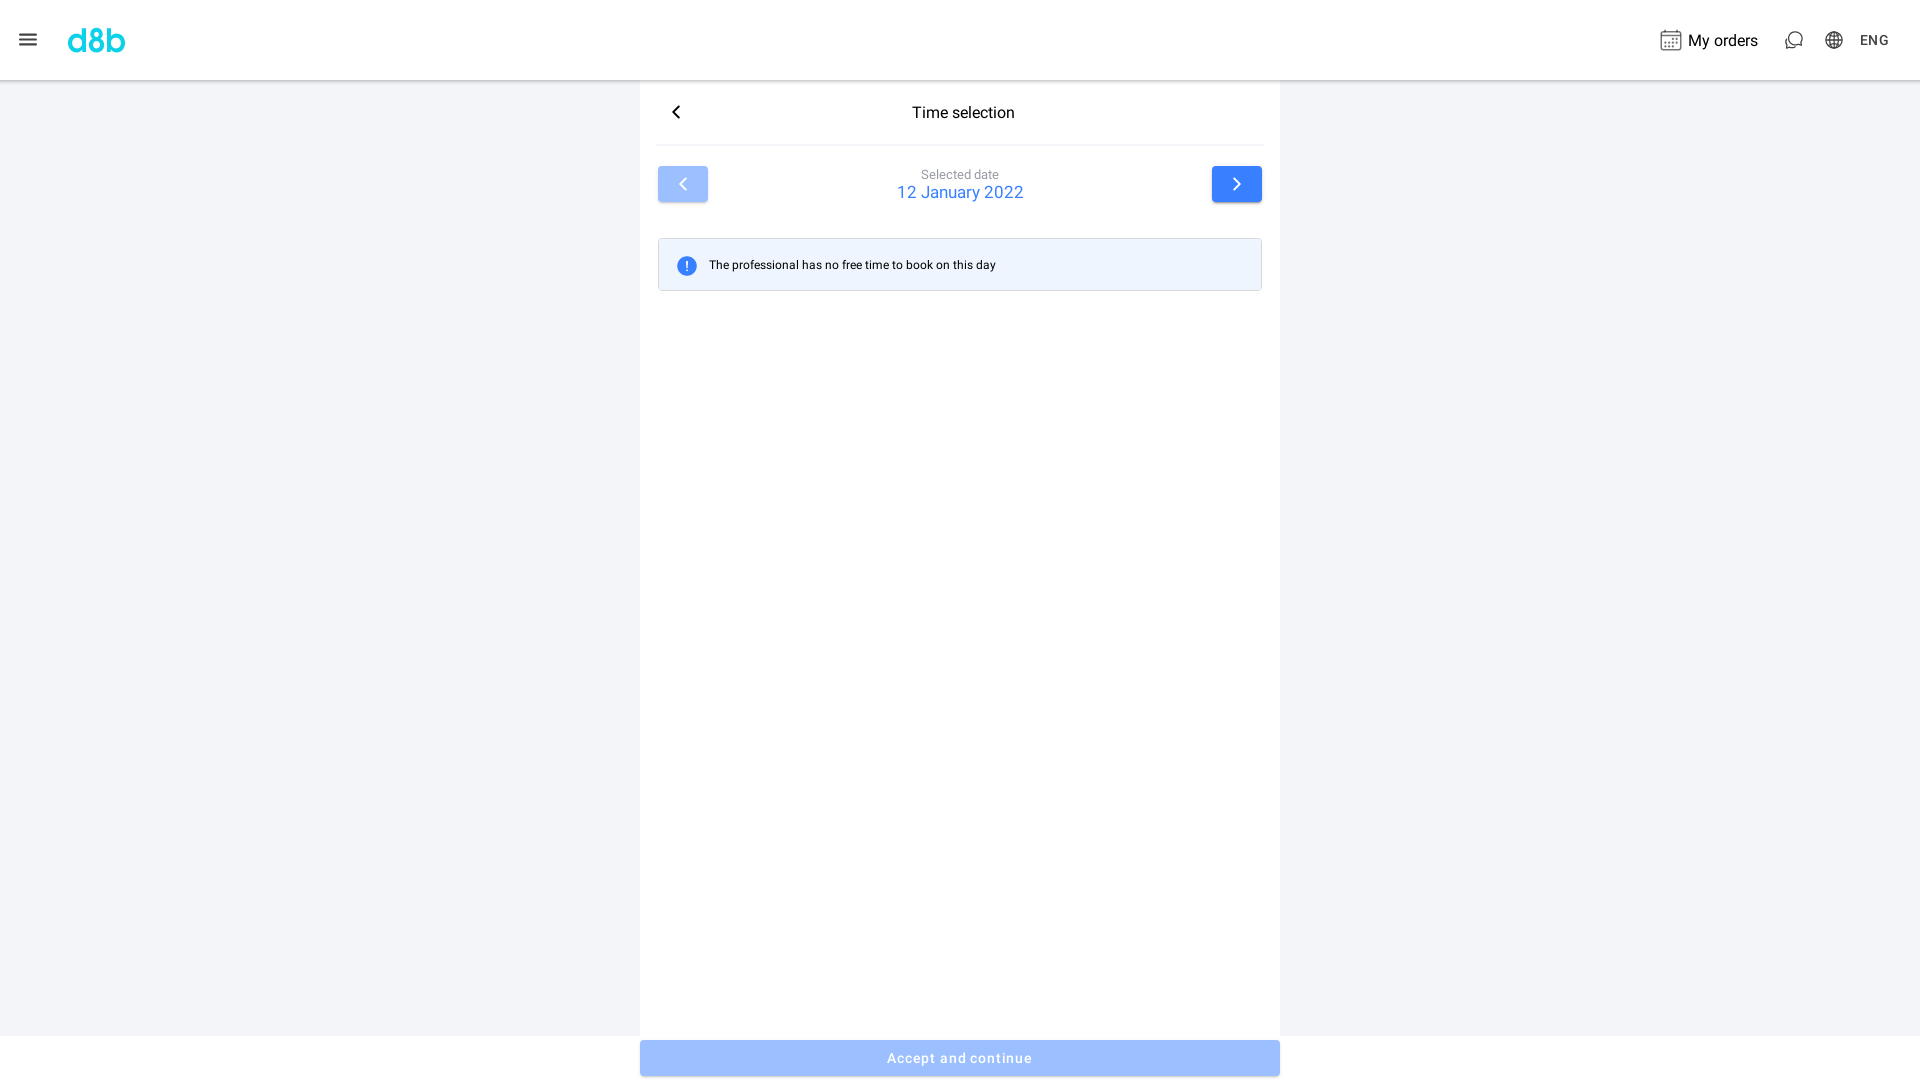 d8b
My orders
ENG
Time selection
Selected date
12 January 2022
The professional has no free time to book on this day
Accept and continue